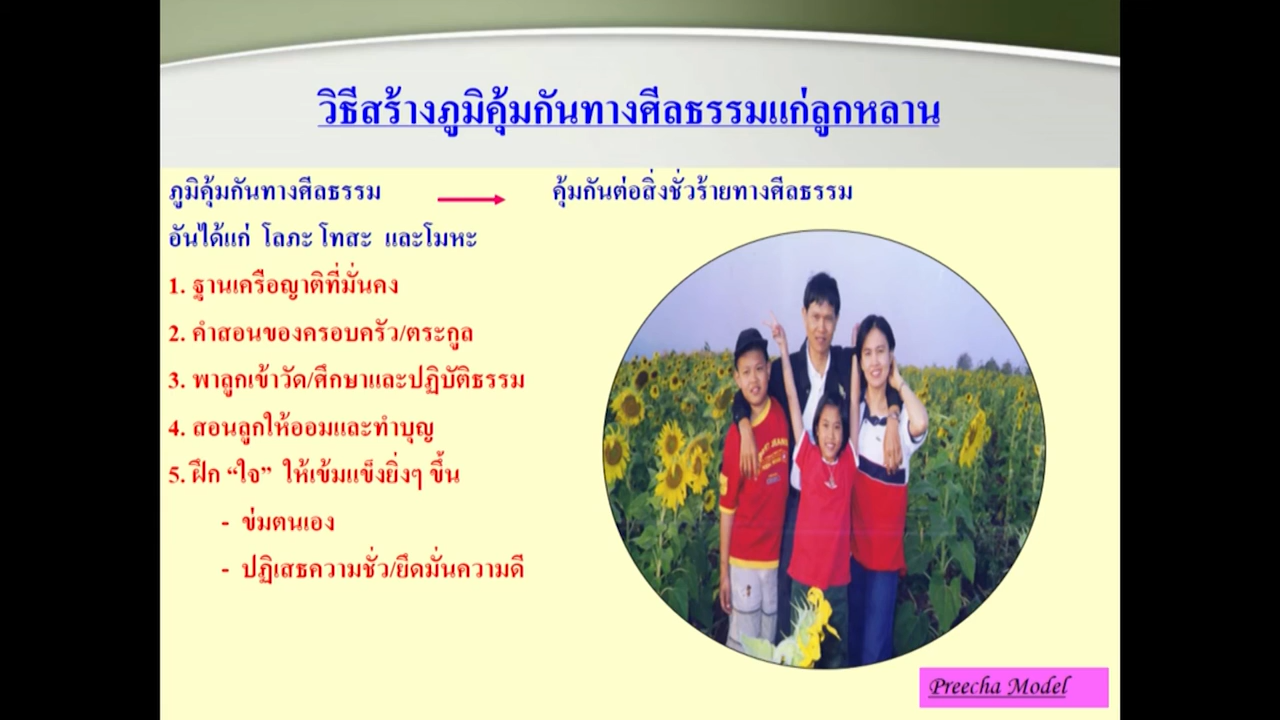 วิธีสร้างภูมิคุ้มกันทางศีลธรรมแก่ลูกหลาน
ภูมิคุ้มกันทางศีลธรรม คุ้มกันต่อสิ่งชั่วร้ายทางศีลธรรม
อันได้แก่ โลภะ โทสะ และโมหะ
1. ฐานเครือญาติที่มั่นคง
2. คำสอนของครอบครัว/ตระกูล
3. พาลูกเข้าวัด/ศึกษาและปฏิบัติธรรม
4. สอนลูกให้ออมและทำบุญ
5. ฝึก “ใจ” ให้เข้มแข็งยิ่งๆ ขึ้น
- ข่มตนเอง
- ปฏิเสธความชั่ว/ยึดมั่นความดี
Preecha Model